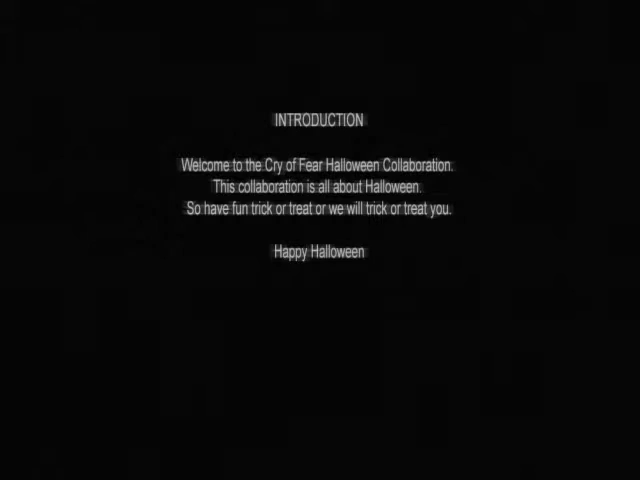 INTRODUCTION
Welcome to the Cry of Fear Halloween Collaboration.
This collaboration is all about Halloween.
So have fun trick or treat or we will trick or treat you.
Happy Halloween